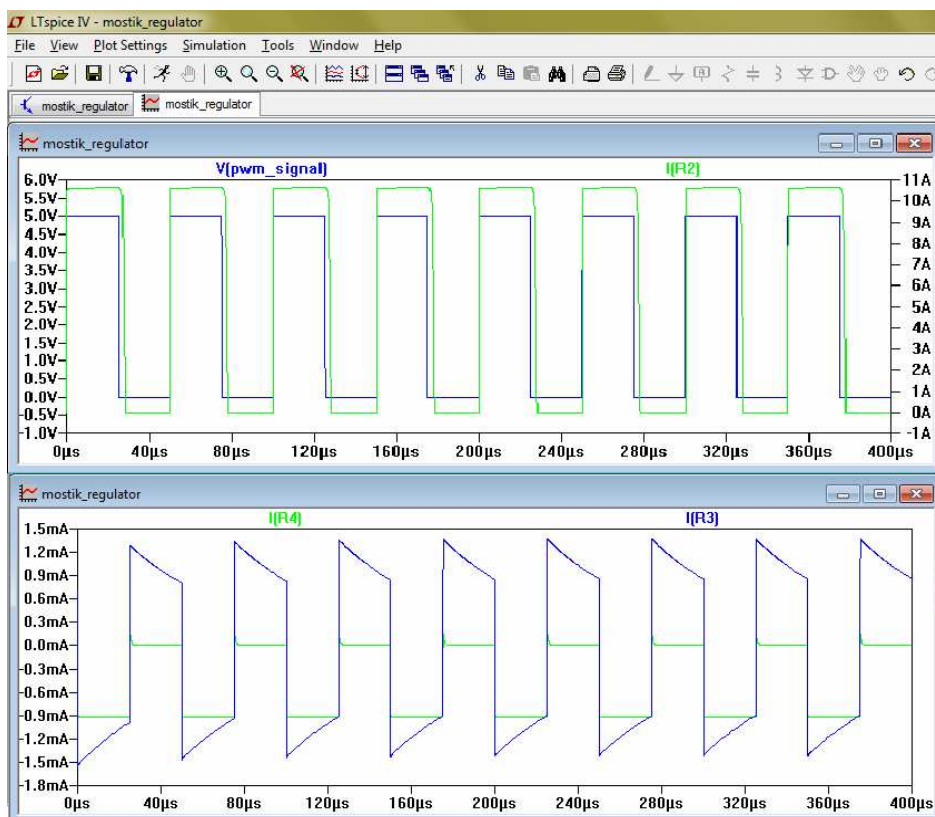 LTspice IV - mostik_regulator
File View Plot Settings Simulation Tools Window Help
mostik_regulator mostik_regulator
mostik_regulator
V(pwm_signal) I(R2)
6.0V 11A
5.5V 10A
5.0V 9A
4.5V 8A
4.0V 7A
3.5V 6A
3.0V 5A
2.5V 4A
2.0V 3A
1.5V 2A
1.0V 1A
0.5V 0A
0.0V -1A
-0.5V
-1.0V
0µs 40µs 80µs 120µs 160µs 200µs 240µs 280µs 320µs 360µs 400µs
mostik_regulator
I(R4) I(R3)
1.5mA
1.2mA
0.9mA
0.6mA
0.3mA
0.0mA
-0.3mA
-0.6mA
-0.9mA
-1.2mA
-1.5mA
-1.8mA
0µs 40µs 80µs 120µs 160µs 200µs 240µs 280µs 320µs 360µs 400µs